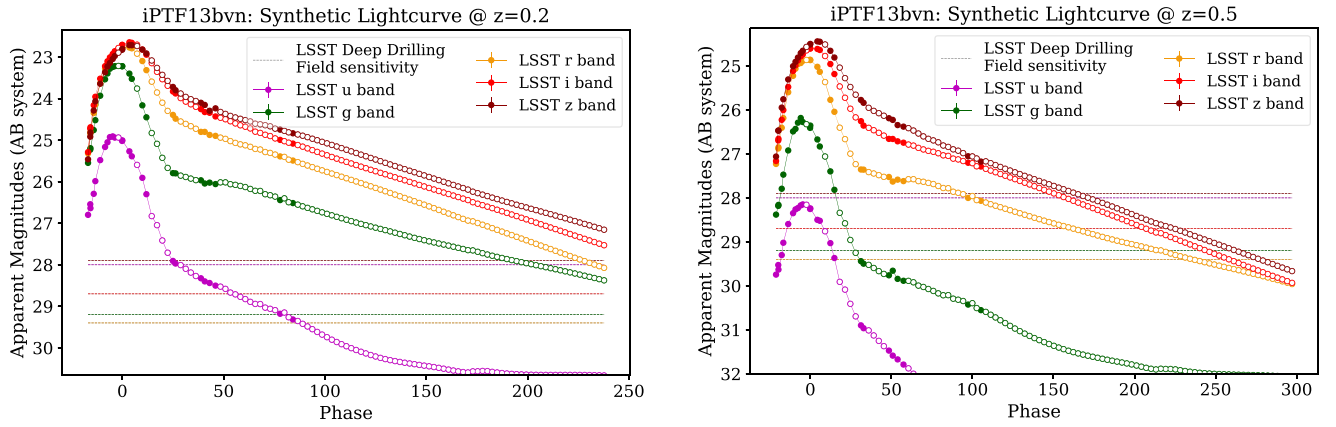 iPTF13bvn: Synthetic Lightcurve @ z=0.2
LSST Deep Drilling
Field sensitivity
LSST u band
LSST g band
LSST r band
LSST i band
LSST z band
23
24
25
26
27
28
29
30
Apparent Magnitudes (AB system)
0
50
100
150
200
250
Phase
iPTF13bvn: Synthetic Lightcurve @ z=0.5
LSST Deep Drilling
Field sensitivity
LSST u band
LSST g band
LSST r band
LSST i band
LSST z band
25
26
27
28
29
30
31
32
Apparent Magnitudes (AB system)
0
50
100
150
200
250
300
Phase